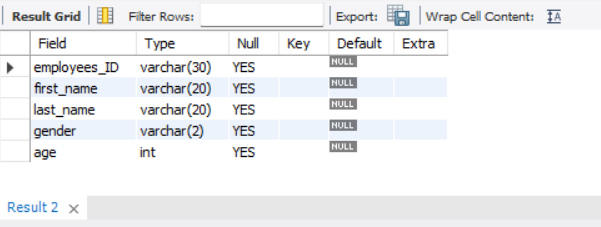 Result Grid Filter Rows: Export: Wrap Cell Content: IA
Field Type Null Key Default Extra
employees_ID varchar(30) YES NULL
first_name varchar(20) YES NULL
last_name varchar(20) YES NULL
gender varchar(2) YES NULL
age int YES NULL
Result 2 ×